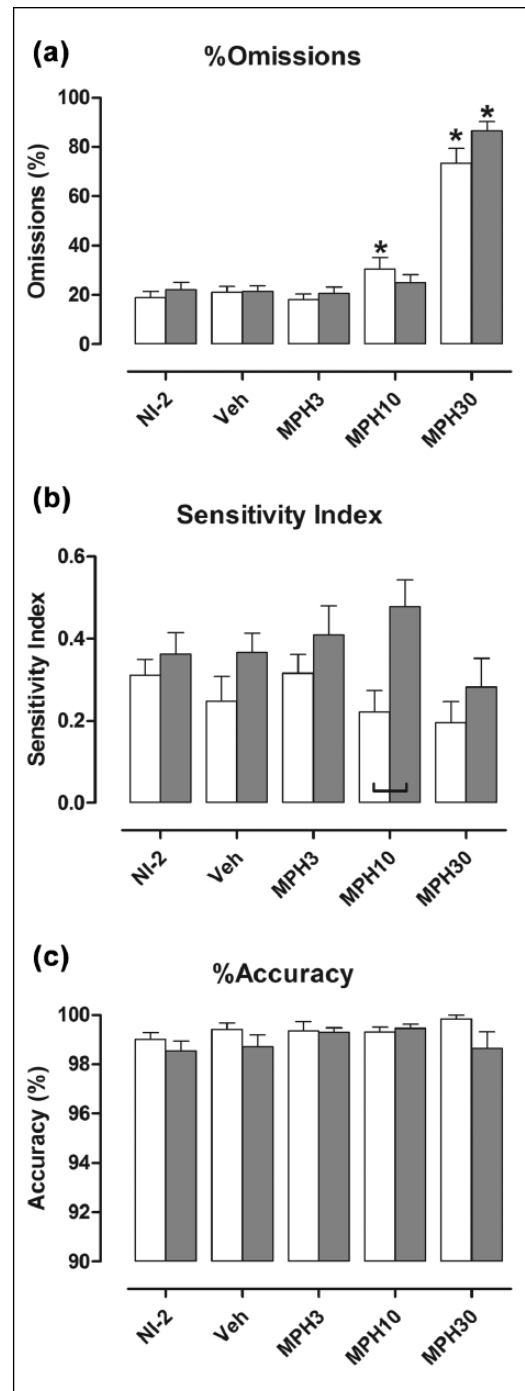 (a)
%Omissions
Omissions (%)
100
80
60
40
20
0
*
*
*
NI-2
Veh
MPH3
MPH10
MPH30
(b)
Sensitivity Index
Sensitivity Index
0.6
0.4
0.2
0.0
NI-2
Veh
MPH3
MPH10
MPH30
(c)
%Accuracy
Accuracy (%)
100
98
96
94
92
90
NI-2
Veh
MPH3
MPH10
MPH30